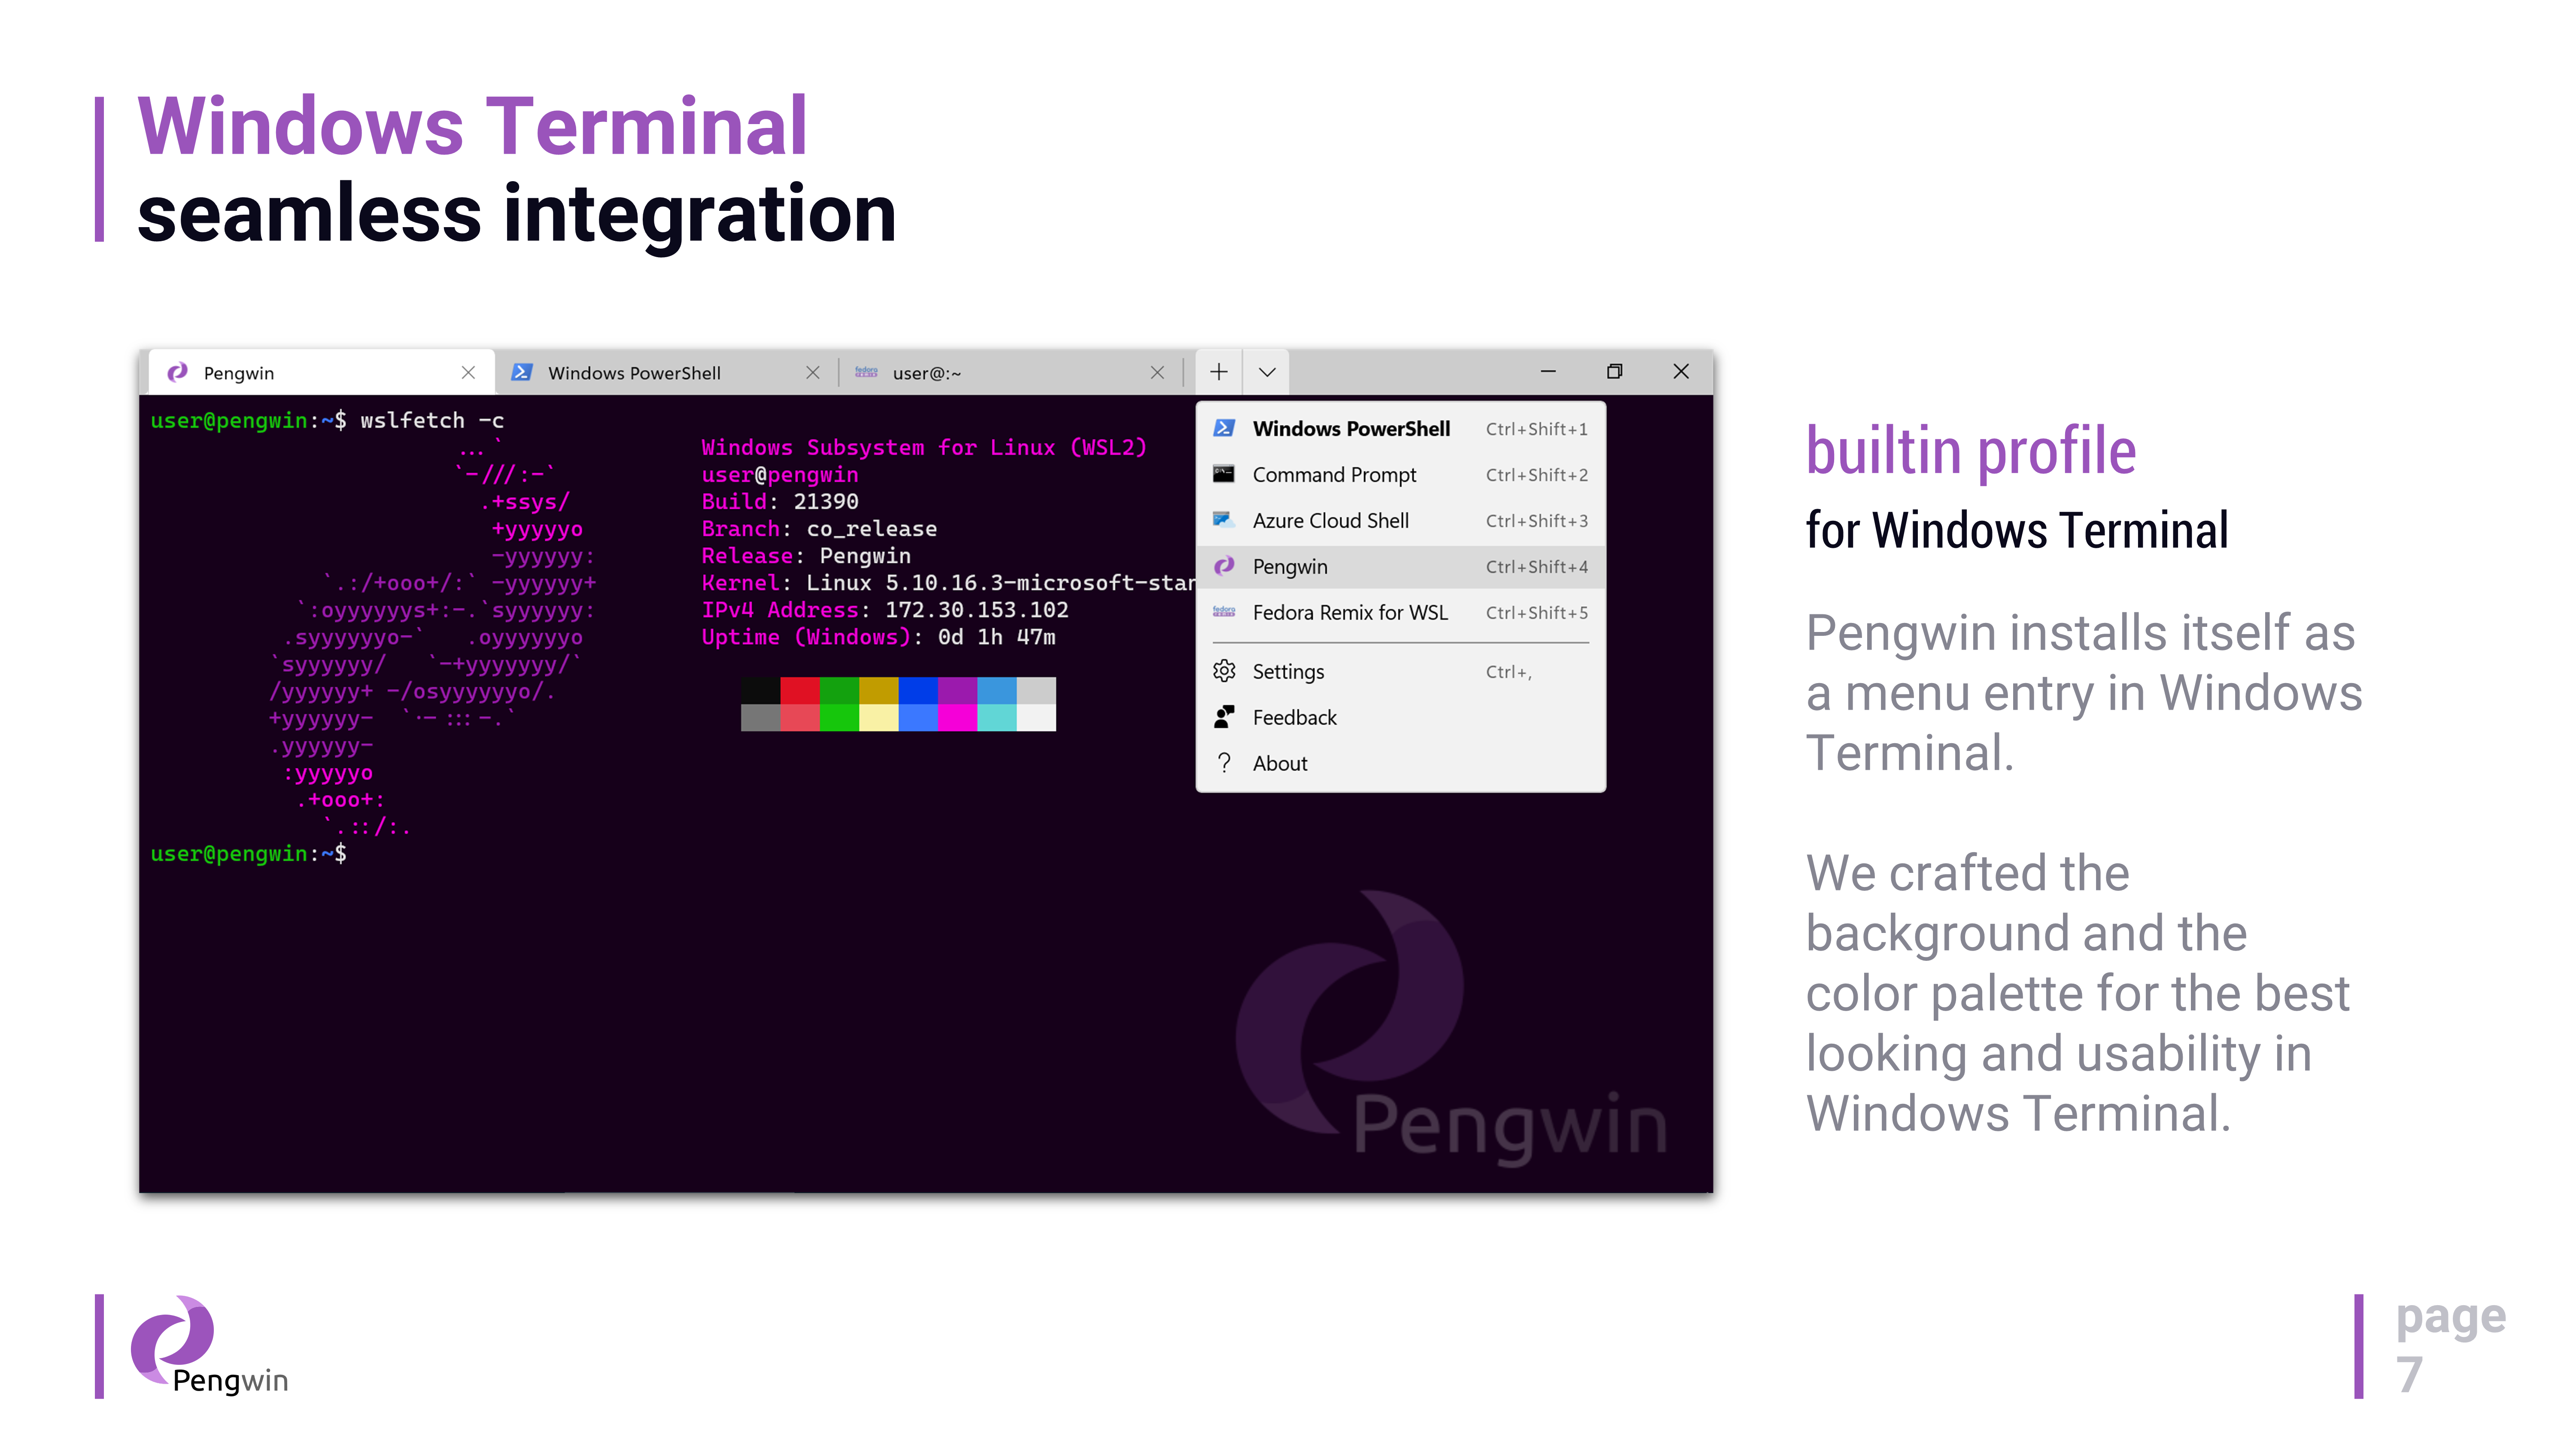 Windows Terminal
seamless integration
Pengwin
Windows PowerShell
fedora remix
user@:~
user@pengwin:~$ wslfetch -c
...`
`-///:-`
.+ssys/
+yyyyyo
-yyyyyy:
`.:/+ooo+/:` -yyyyyy+
`:oyyyyyys+:-.`syyyyyy:
.syyyyyyo-` .oyyyyyyo
`syyyyyy/ `-+yyyyyyy/`
/yyyyyy+ -/osyyyyyyo/.
+yyyyyy- `.-:::-.`
.yyyyyy-
:yyyyyo
.+ooo+:
`.::/:.
Windows Subsystem for Linux (WSL2)
user@pengwin
Build: 21390
Branch: co_release
Release: Pengwin
Kernel: Linux 5.10.16.3-microsoft-stan
IPv4 Address: 172.30.153.102
Uptime (Windows): 0d 1h 47m
user@pengwin:~$
Windows PowerShell Ctrl+Shift+1
Command Prompt Ctrl+Shift+2
Azure Cloud Shell Ctrl+Shift+3
Pengwin Ctrl+Shift+4
Fedora Remix for WSL Ctrl+Shift+5
Settings Ctrl+,
Feedback
About
Pengwin
builtin profile
for Windows Terminal
Pengwin installs itself as
a menu entry in Windows
Terminal.
We crafted the
background and the
color palette for the best
looking and usability in
Windows Terminal.
Pengwin
page
7